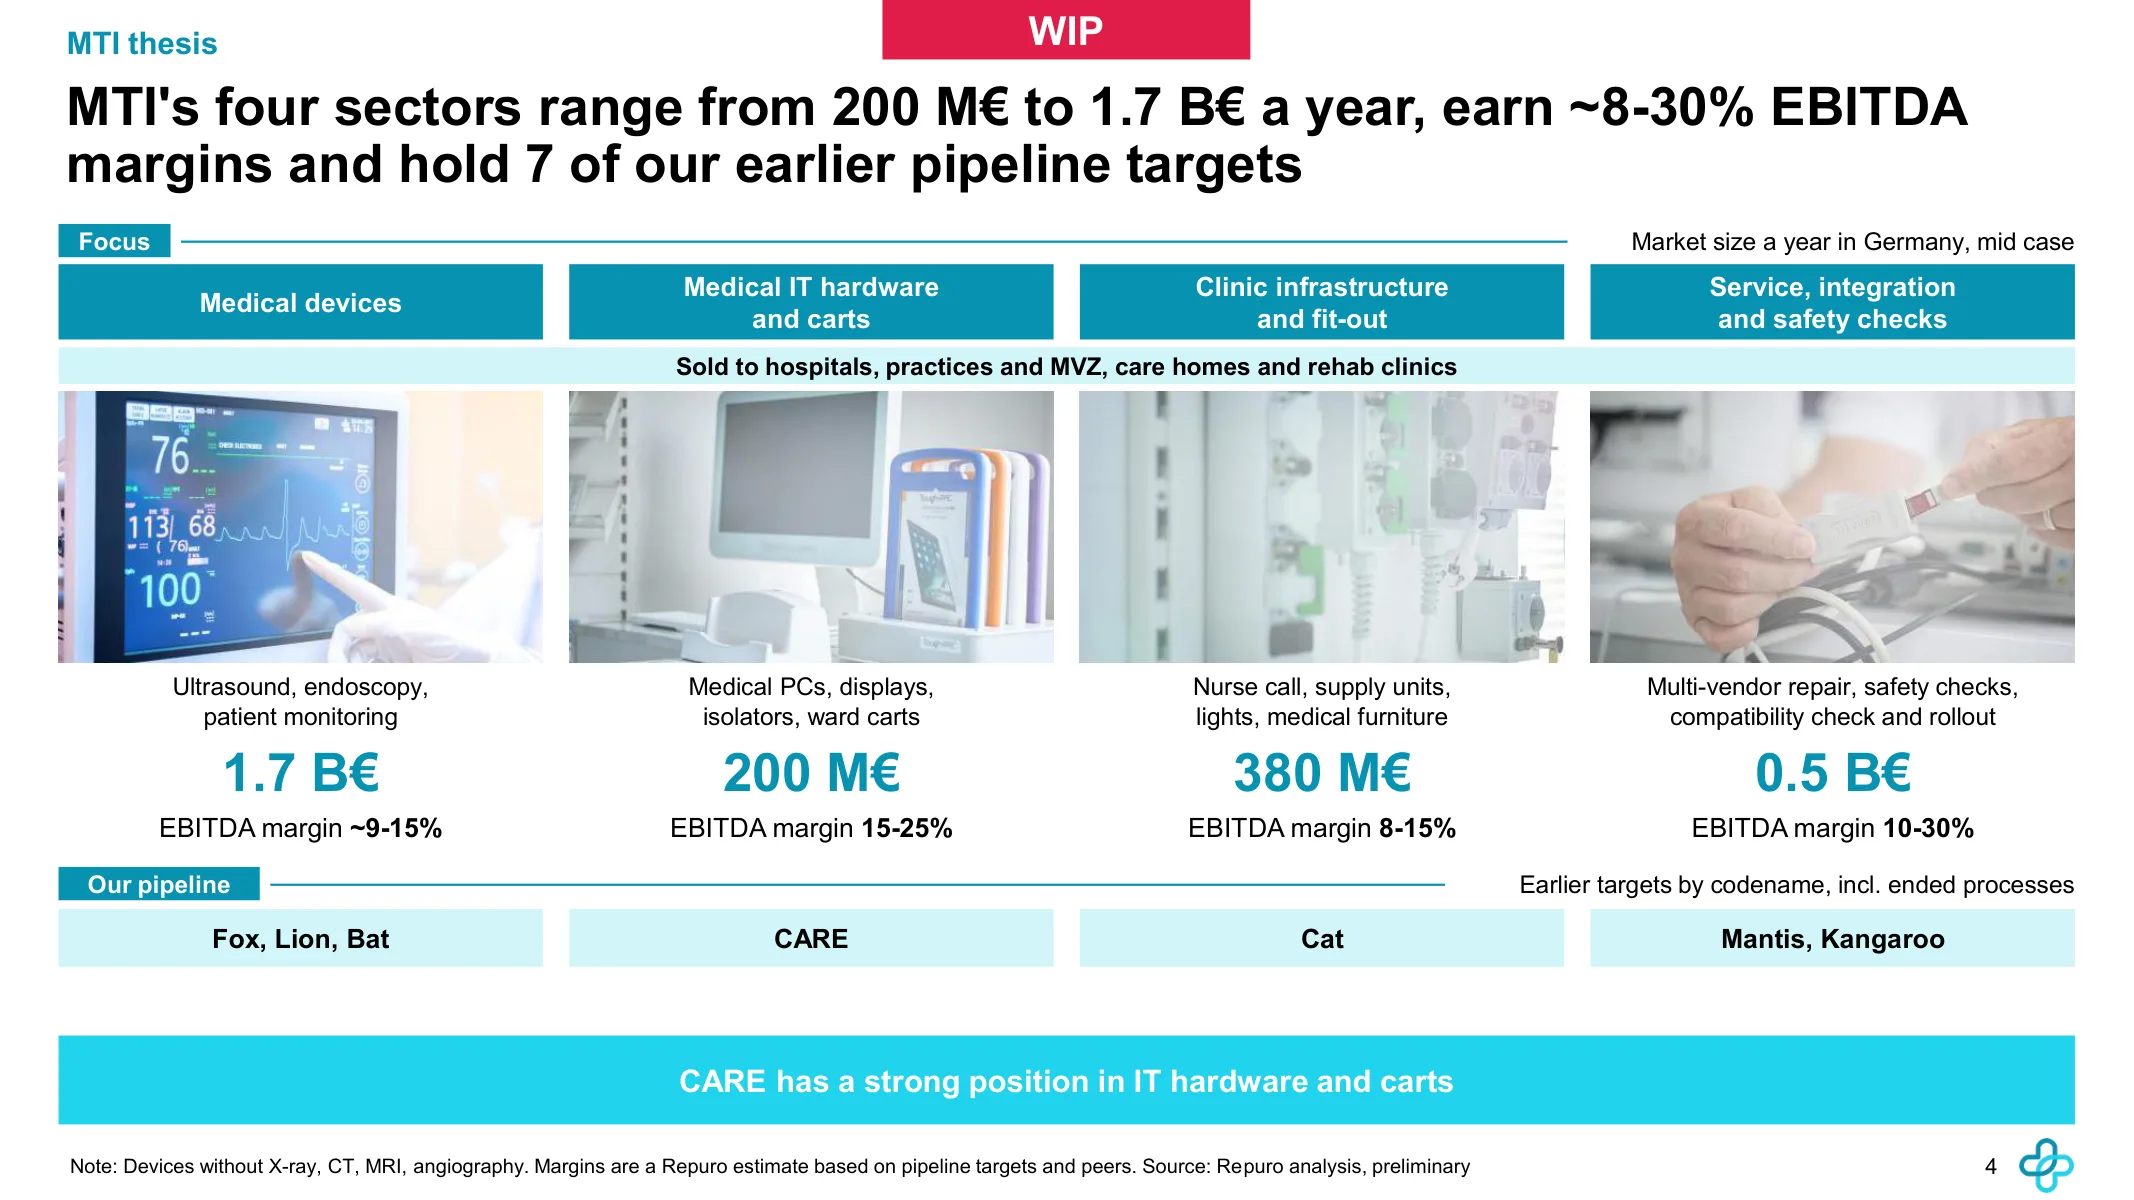 WIP
MTI thesis
MTI's four sectors range from 200 M€ to 1.7 B€ a year, earn ~8-30% EBITDA
margins and hold 7 of our earlier pipeline targets
Focus
Market size a year in Germany, mid case
Medical devices
Medical IT hardware
and carts
Clinic infrastructure
and fit-out
Service, integration
and safety checks
Sold to hospitals, practices and MVZ, care homes and rehab clinics
76
113/ 68
( 76)
100
CHECK ELECTRODES
Ultrasound, endoscopy,
patient monitoring
Medical PCs, displays,
isolators, ward carts
Nurse call, supply units,
lights, medical furniture
Multi-vendor repair, safety checks,
compatibility check and rollout
1.7 B€
200 M€
380 M€
0.5 B€
EBITDA margin ~9-15%
EBITDA margin 15-25%
EBITDA margin 8-15%
EBITDA margin 10-30%
Our pipeline
Earlier targets by codename, incl. ended processes
Fox, Lion, Bat
CARE
Cat
Mantis, Kangaroo
CARE has a strong position in IT hardware and carts
Note: Devices without X-ray, CT, MRI, angiography. Margins are a Repuro estimate based on pipeline targets and peers. Source: Repuro analysis, preliminary
4